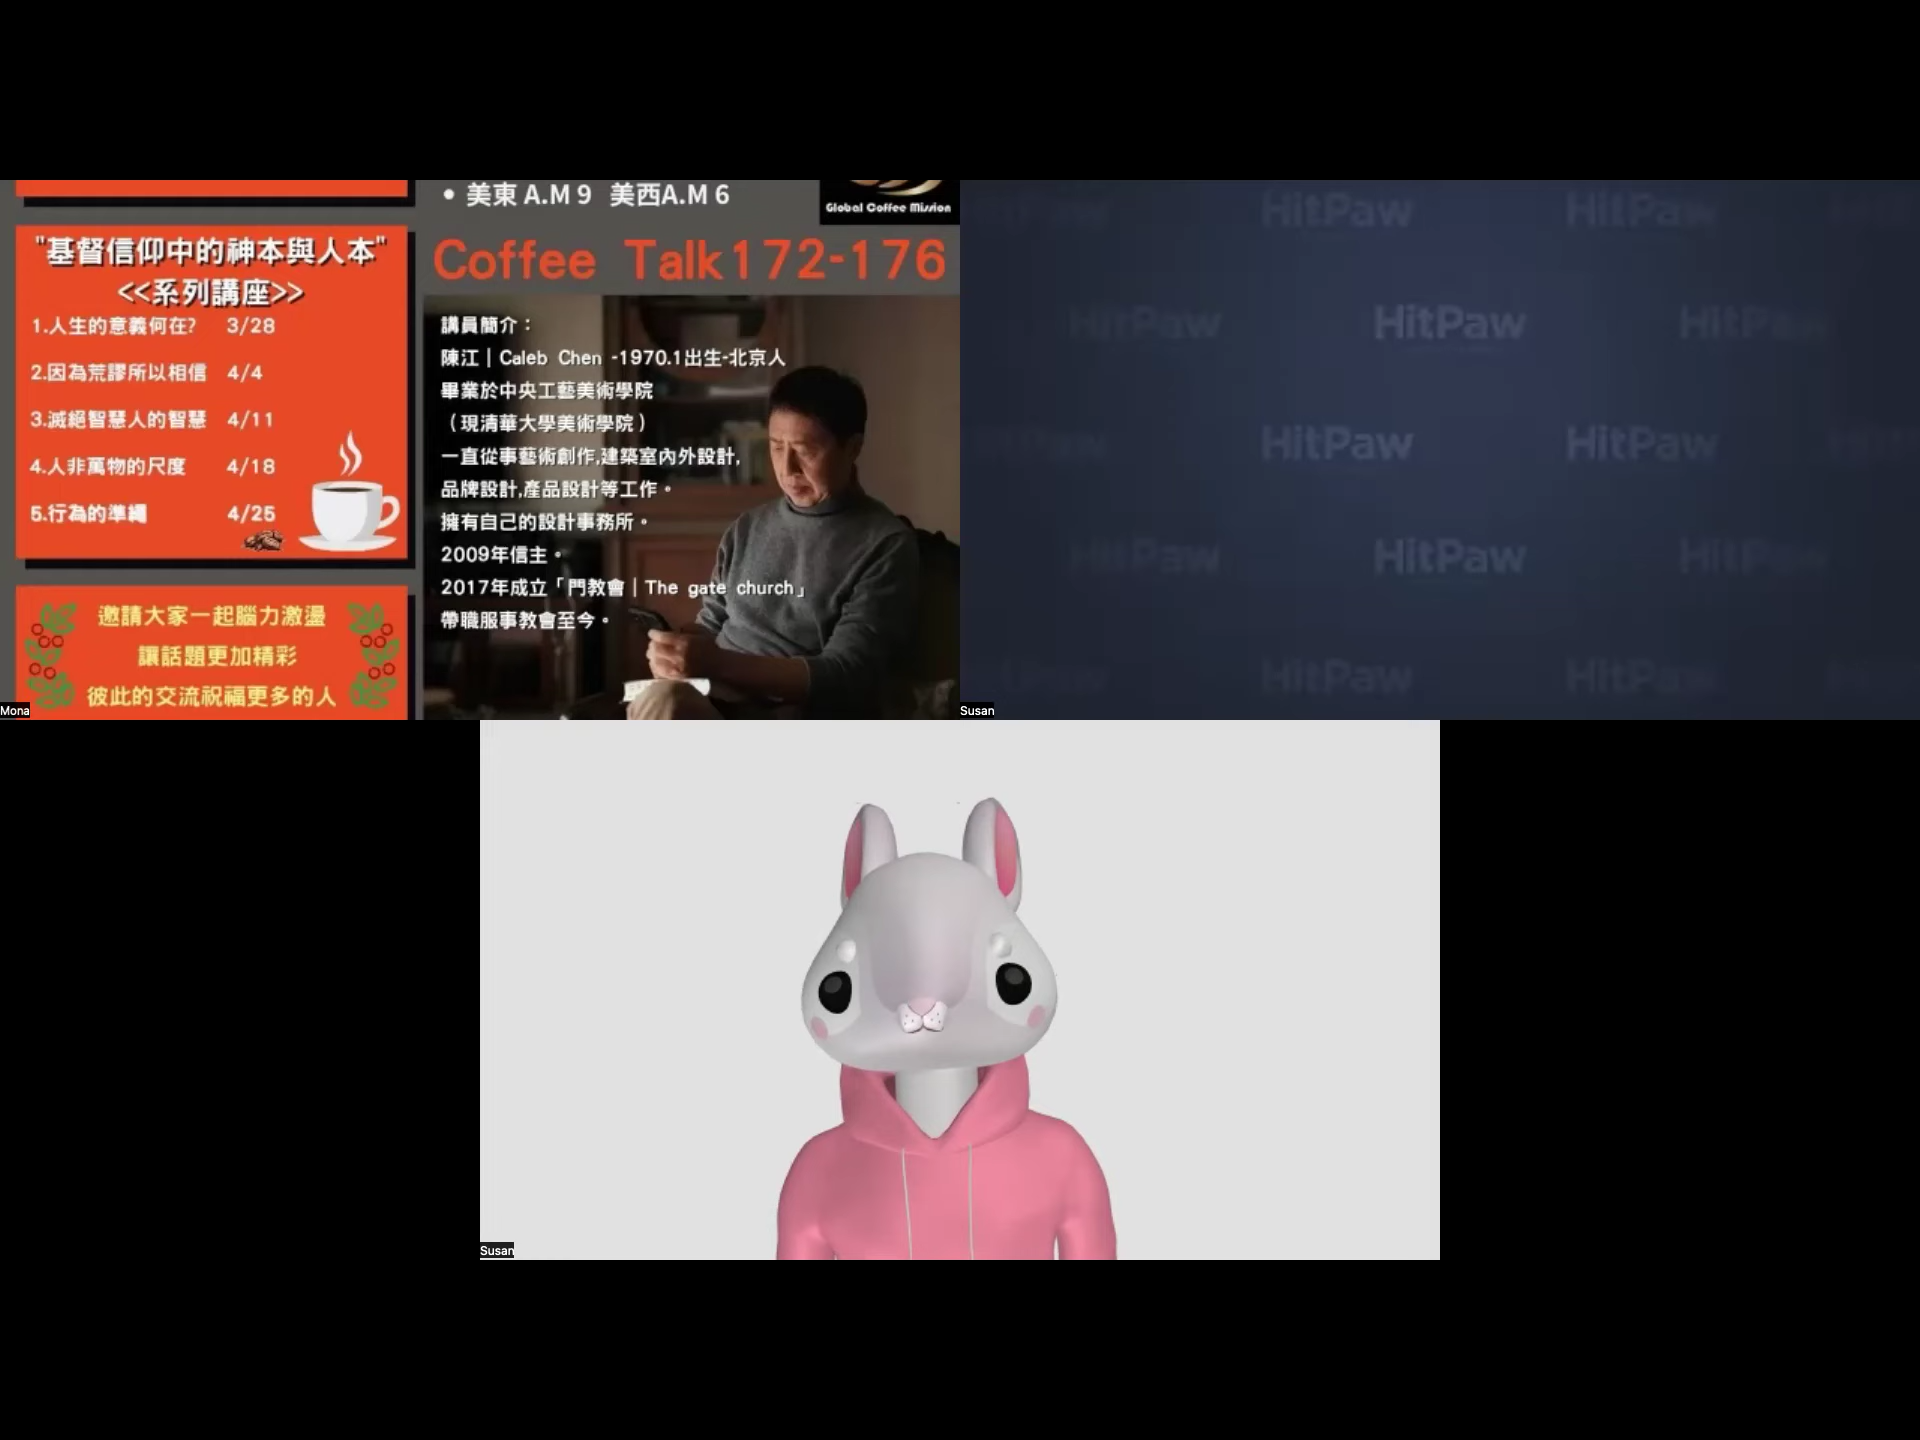 "基督信仰中的神本與人本"
<<系列講座>>
1.人生的意義何在? 3/28
2.因為荒謬所以相信 4/4
3.滅絕智慧人的智慧 4/11
4.人非萬物的尺度 4/18
5.行為的準繩 4/25
邀請大家一起腦力激盪
讓話題更加精彩
彼此的交流祝福更多的人
Mona
• 美東 A.M 9 美西A.M 6
Global Coffee Mission
Coffee Talk172-176
講員簡介：
陳江 | Caleb Chen -1970.1出生-北京人
畢業於中央工藝美術學院
（現清華大學美術學院）
一直從事藝術創作,建築室內外設計,
品牌設計,產品設計等工作。
擁有自己的設計事務所。
2009年信主。
2017年成立「門教會 | The gate church」
帶職服事教會至今。
HitPaw HitPaw
HitPaw HitPaw HitPaw
HitPaw HitPaw
HitPaw HitPaw HitPaw
HitPaw HitPaw
Susan
Susan